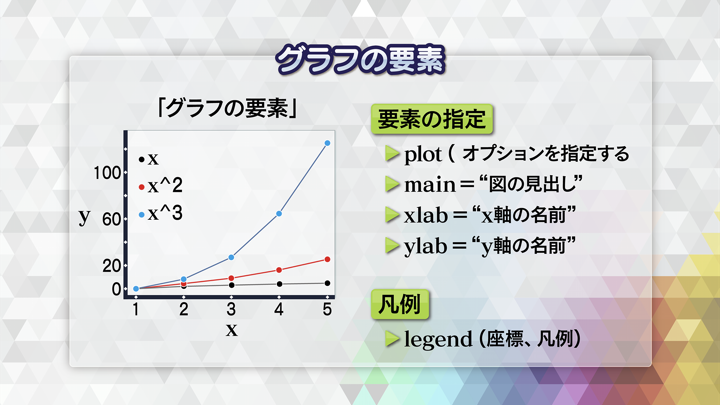 グラフの要素
「グラフの要素」
x
x^2
x^3
100
60
20
0
y
1 2 3 4 5
x
要素の指定
plot ( オプションを指定する
main = “図の見出し”
xlab = “x軸の名前”
ylab = “y軸の名前”
凡例
legend (座標、凡例)